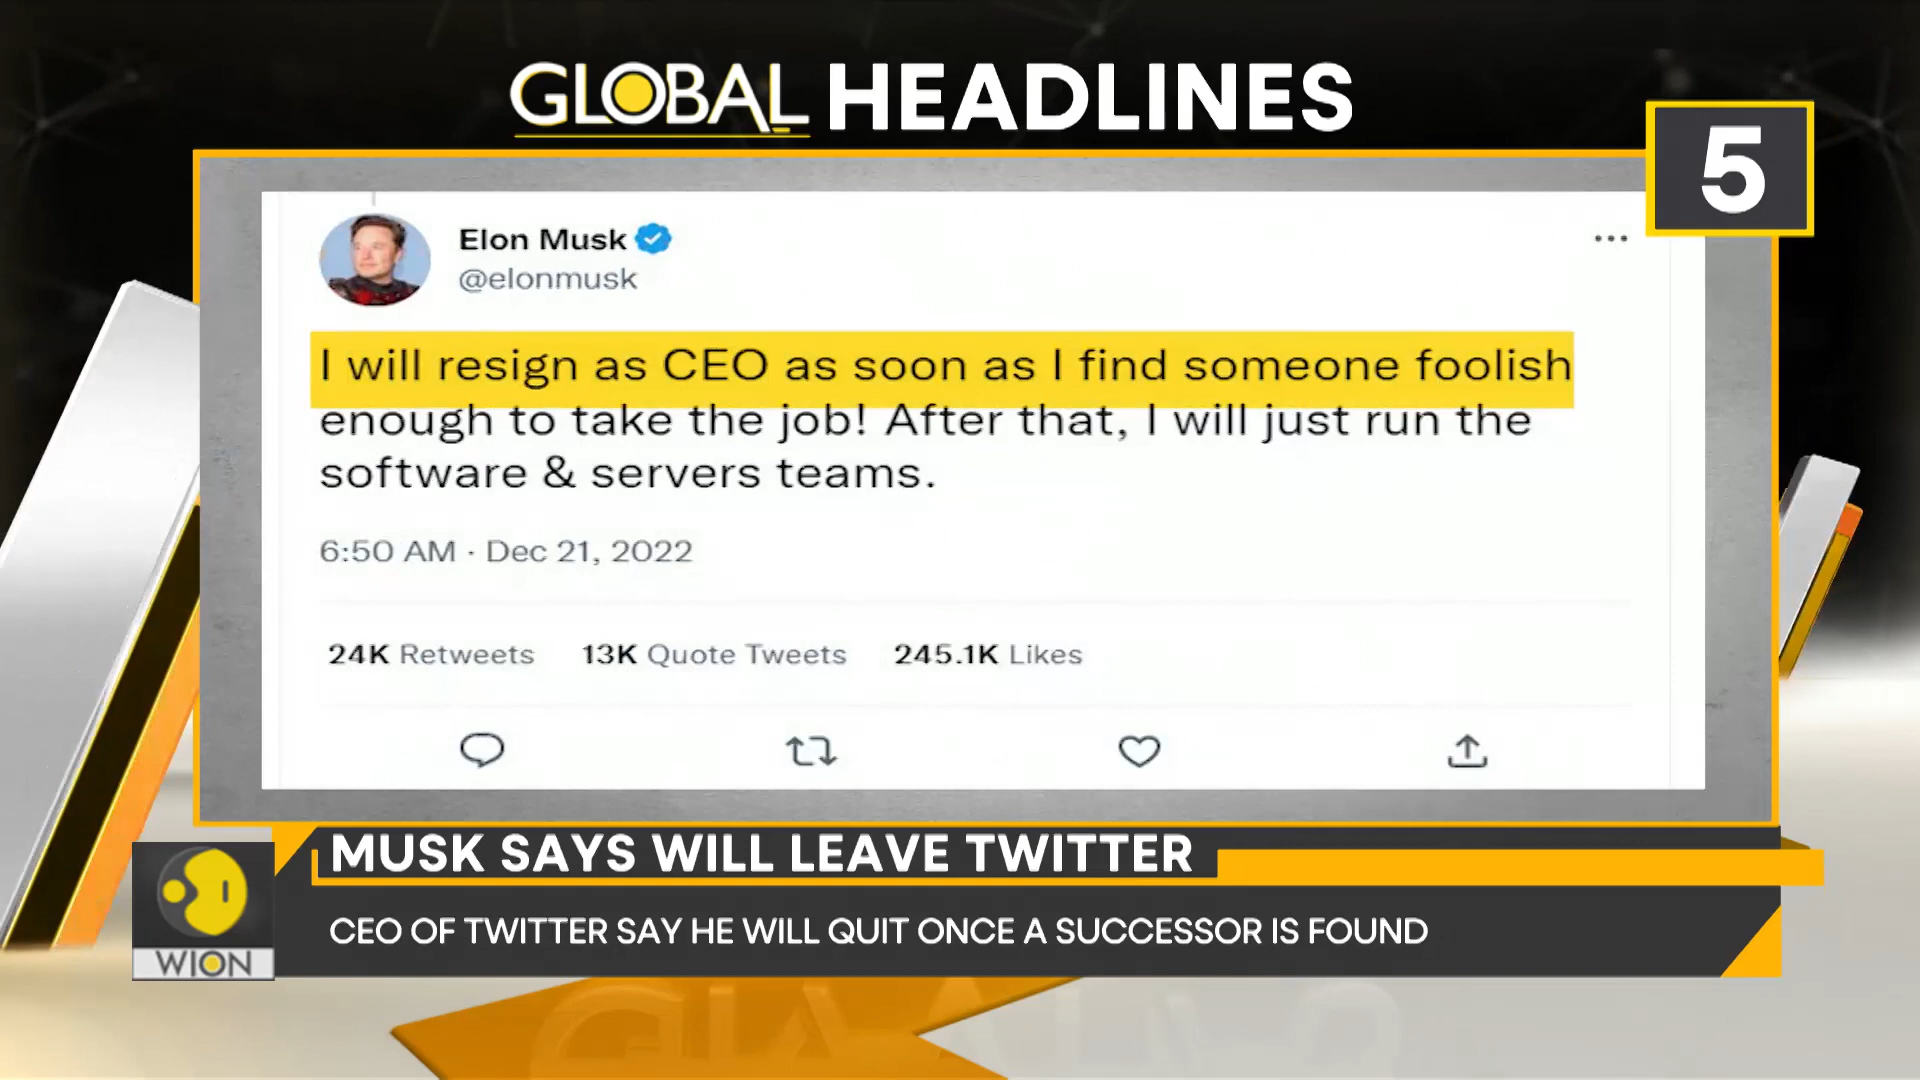 GLOBAL HEADLINES
5
Elon Musk
@elonmusk
I will resign as CEO as soon as I find someone foolish
enough to take the job! After that, I will just run the
software & servers teams.
6:50 AM · Dec 21, 2022
24K Retweets 13K Quote Tweets 245.1K Likes
MUSK SAYS WILL LEAVE TWITTER
CEO OF TWITTER SAY HE WILL QUIT ONCE A SUCCESSOR IS FOUND
WION